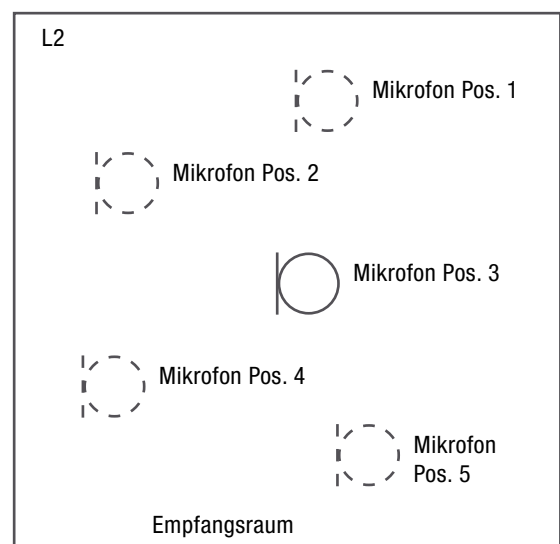 L2
Mikrofon Pos. 1
Mikrofon Pos. 2
Mikrofon Pos. 3
Mikrofon Pos. 4
Mikrofon
Pos. 5
Empfangsraum